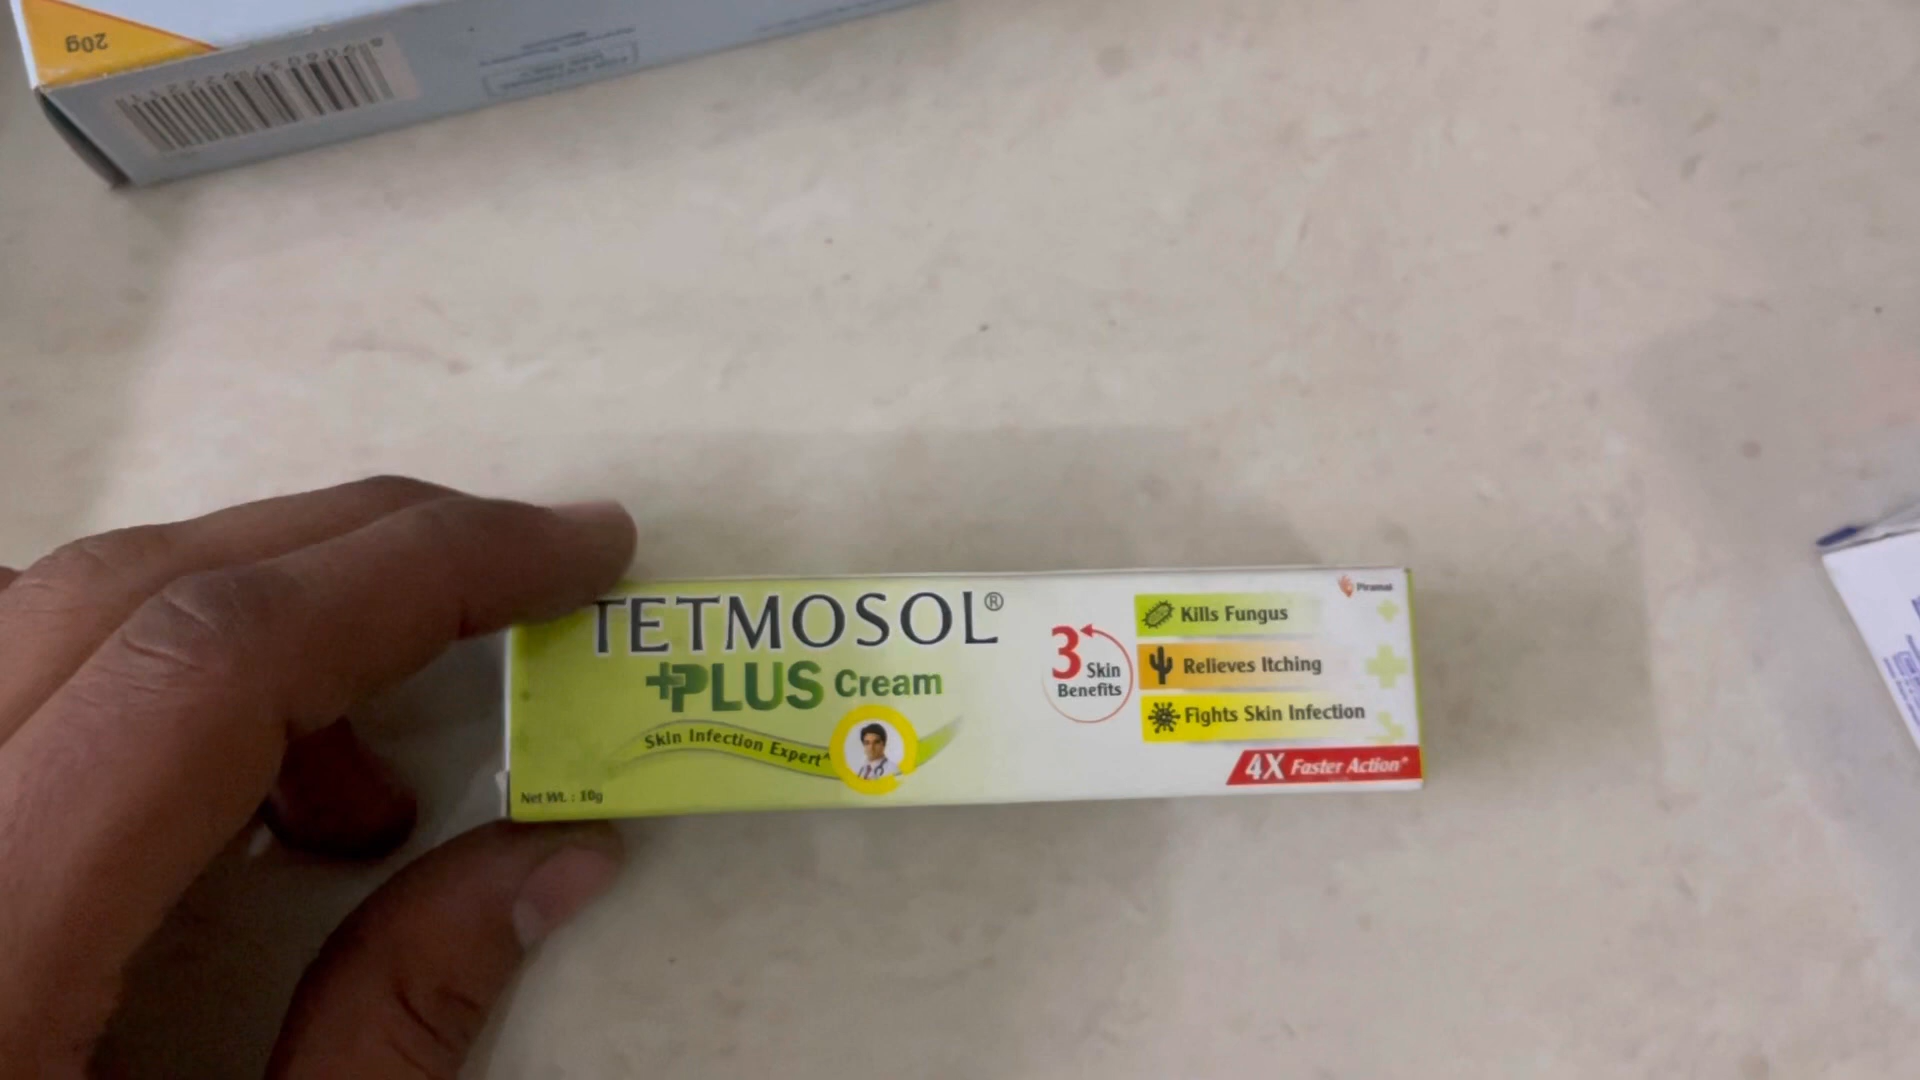 20g
TETMOSOL®
+PLUS Cream
Skin Infection Expert^
Net Wt. : 10g
3 Skin
Benefits
Piramal
Kills Fungus
Relieves Itching
Fights Skin Infection
4X Faster Action*